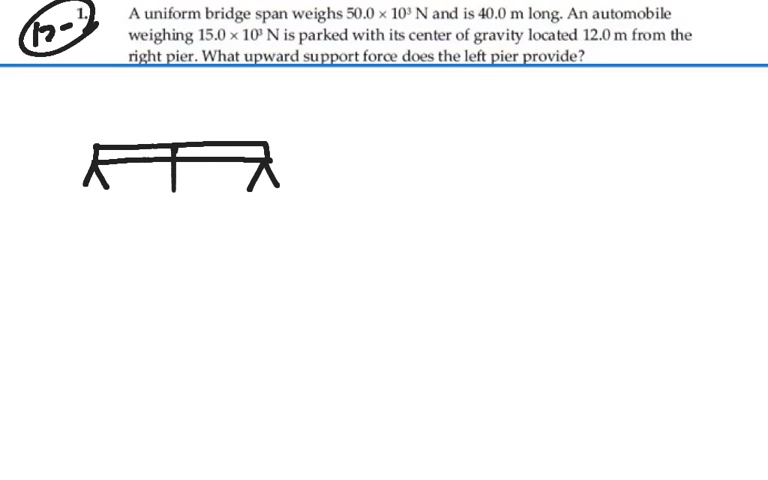 1.
A uniform bridge span weighs 50.0 × 10³ N and is 40.0 m long. An automobile
weighing 15.0 × 10³ N is parked with its center of gravity located 12.0 m from the
right pier. What upward support force does the left pier provide?